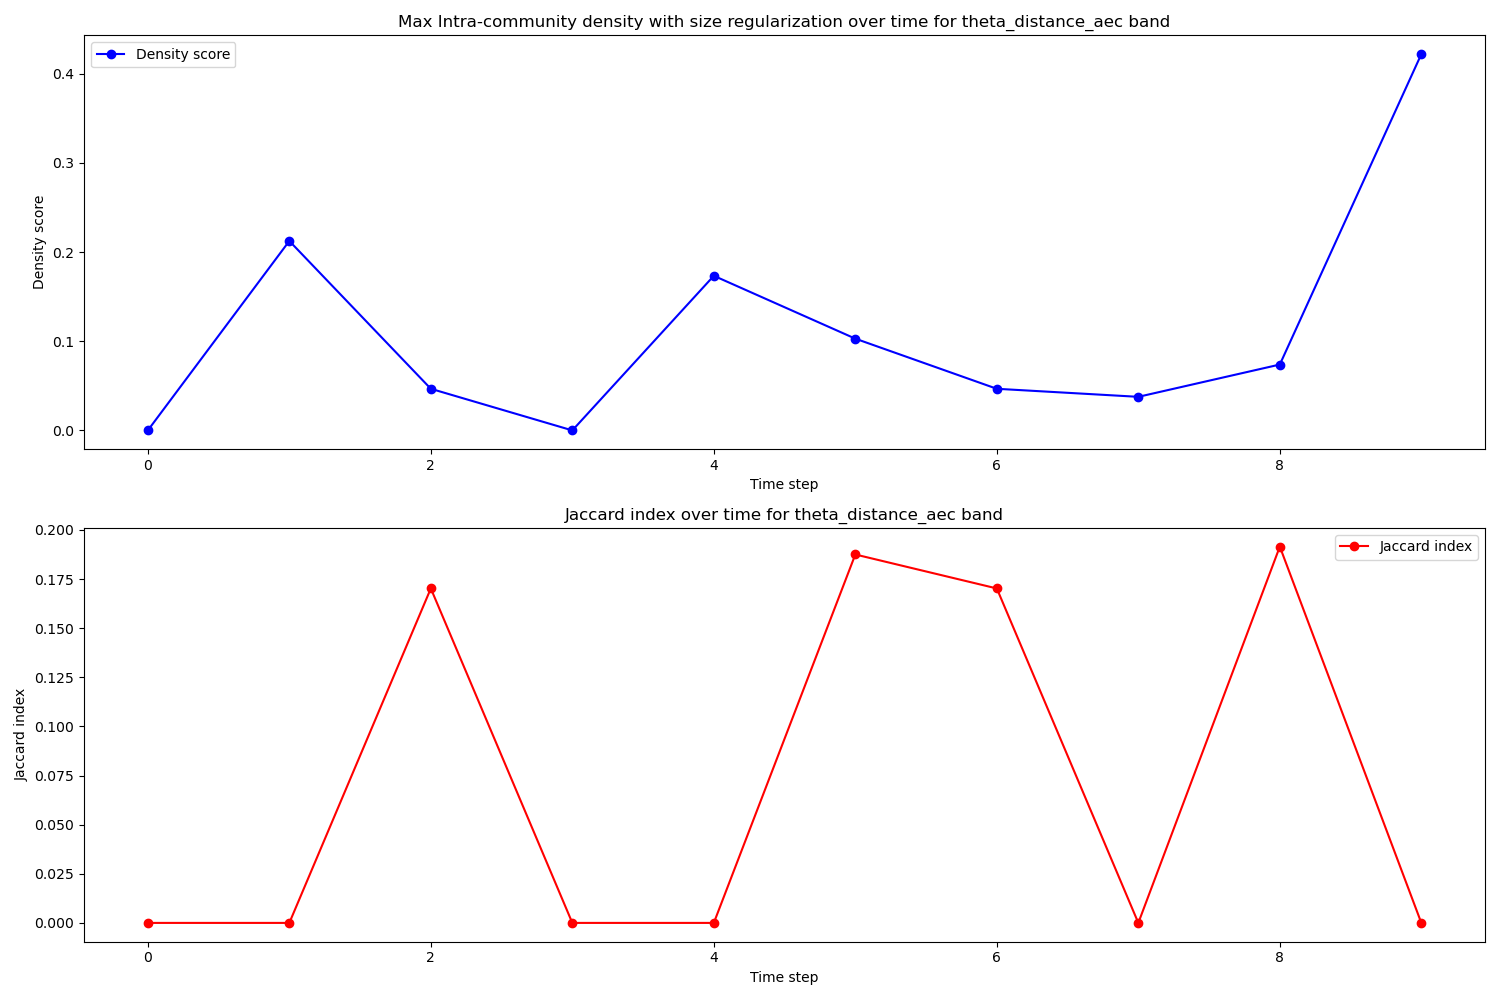 Max Intra-community density with size regularization over time for theta_distance_aec band
Density score
Density score
0.4
0.3
0.2
0.1
0.0
0 2 4 6 8
Time step
Jaccard index over time for theta_distance_aec band
Jaccard index
Jaccard index
0.200
0.175
0.150
0.125
0.100
0.075
0.050
0.025
0.000
0 2 4 6 8
Time step